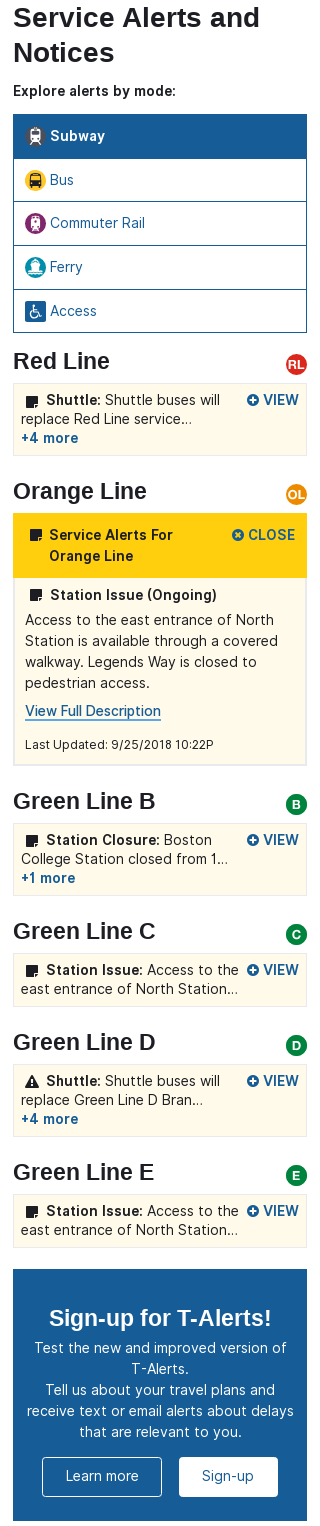 Service Alerts and
Notices
Explore alerts by mode:
Subway
Bus
Commuter Rail
Ferry
Access
Red Line RL
Shuttle: Shuttle buses will VIEW
replace Red Line service…
+4 more
Orange Line OL
Service Alerts For CLOSE
Orange Line
Station Issue (Ongoing)
Access to the east entrance of North
Station is available through a covered
walkway. Legends Way is closed to
pedestrian access.
View Full Description
Last Updated: 9/25/2018 10:22P
Green Line B B
Station Closure: Boston VIEW
College Station closed from 1…
+1 more
Green Line C C
Station Issue: Access to the VIEW
east entrance of North Station…
Green Line D D
Shuttle: Shuttle buses will VIEW
replace Green Line D Bran…
+4 more
Green Line E E
Station Issue: Access to the VIEW
east entrance of North Station…
Sign-up for T-Alerts!
Test the new and improved version of
T-Alerts.
Tell us about your travel plans and
receive text or email alerts about delays
that are relevant to you.
Learn more Sign-up